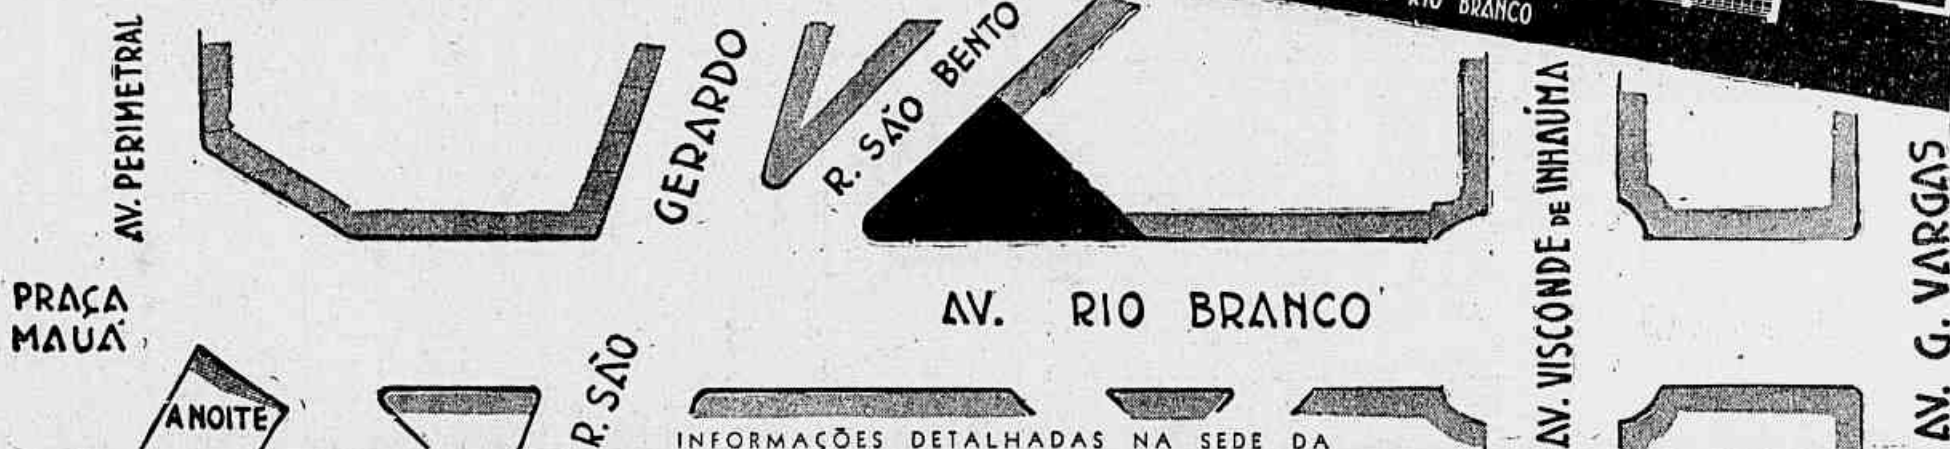 RIO BRANCO
AV. PERIMETRAL
GERARDO
R. SÃO BENTO
AV. VISCONDE DE INHAÚMA
AV. G. VARGAS
PRAÇA
MAUÁ
AV. RIO BRANCO
A NOITE
R. SÃO
INFORMAÇÕES DETALHADAS NA SEDE DA